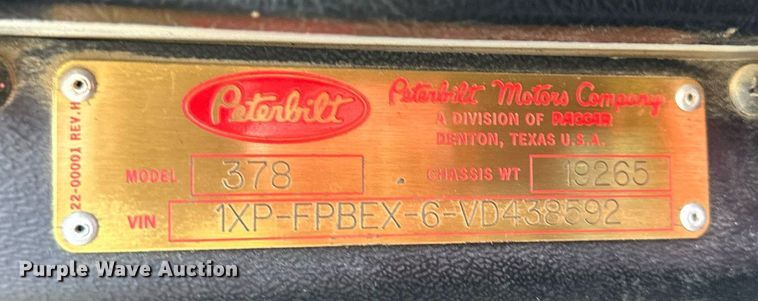 22-00001 REV.H
Peterbilt
Peterbilt Motors Company
A DIVISION OF PACCAR
DENTON, TEXAS U.S.A.
MODEL 378 CHASSIS WT 19265
VIN 1XP-FPBEX-6-VD438592
Purple Wave Auction